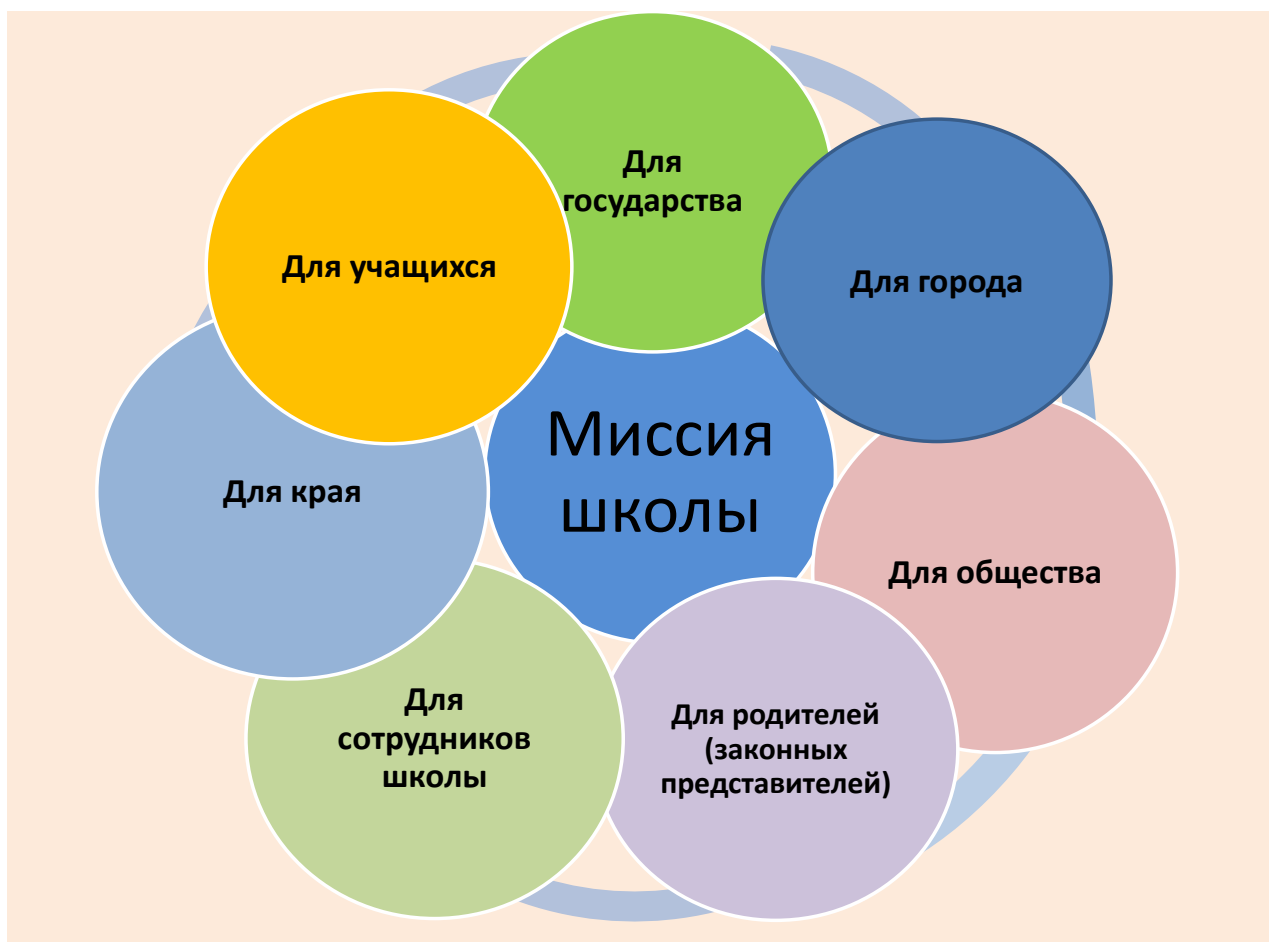 Для
государства
Для учащихся
Для города
Миссия
школы
Для края
Для общества
Для
сотрудников
школы
Для родителей
(законных
представителей)